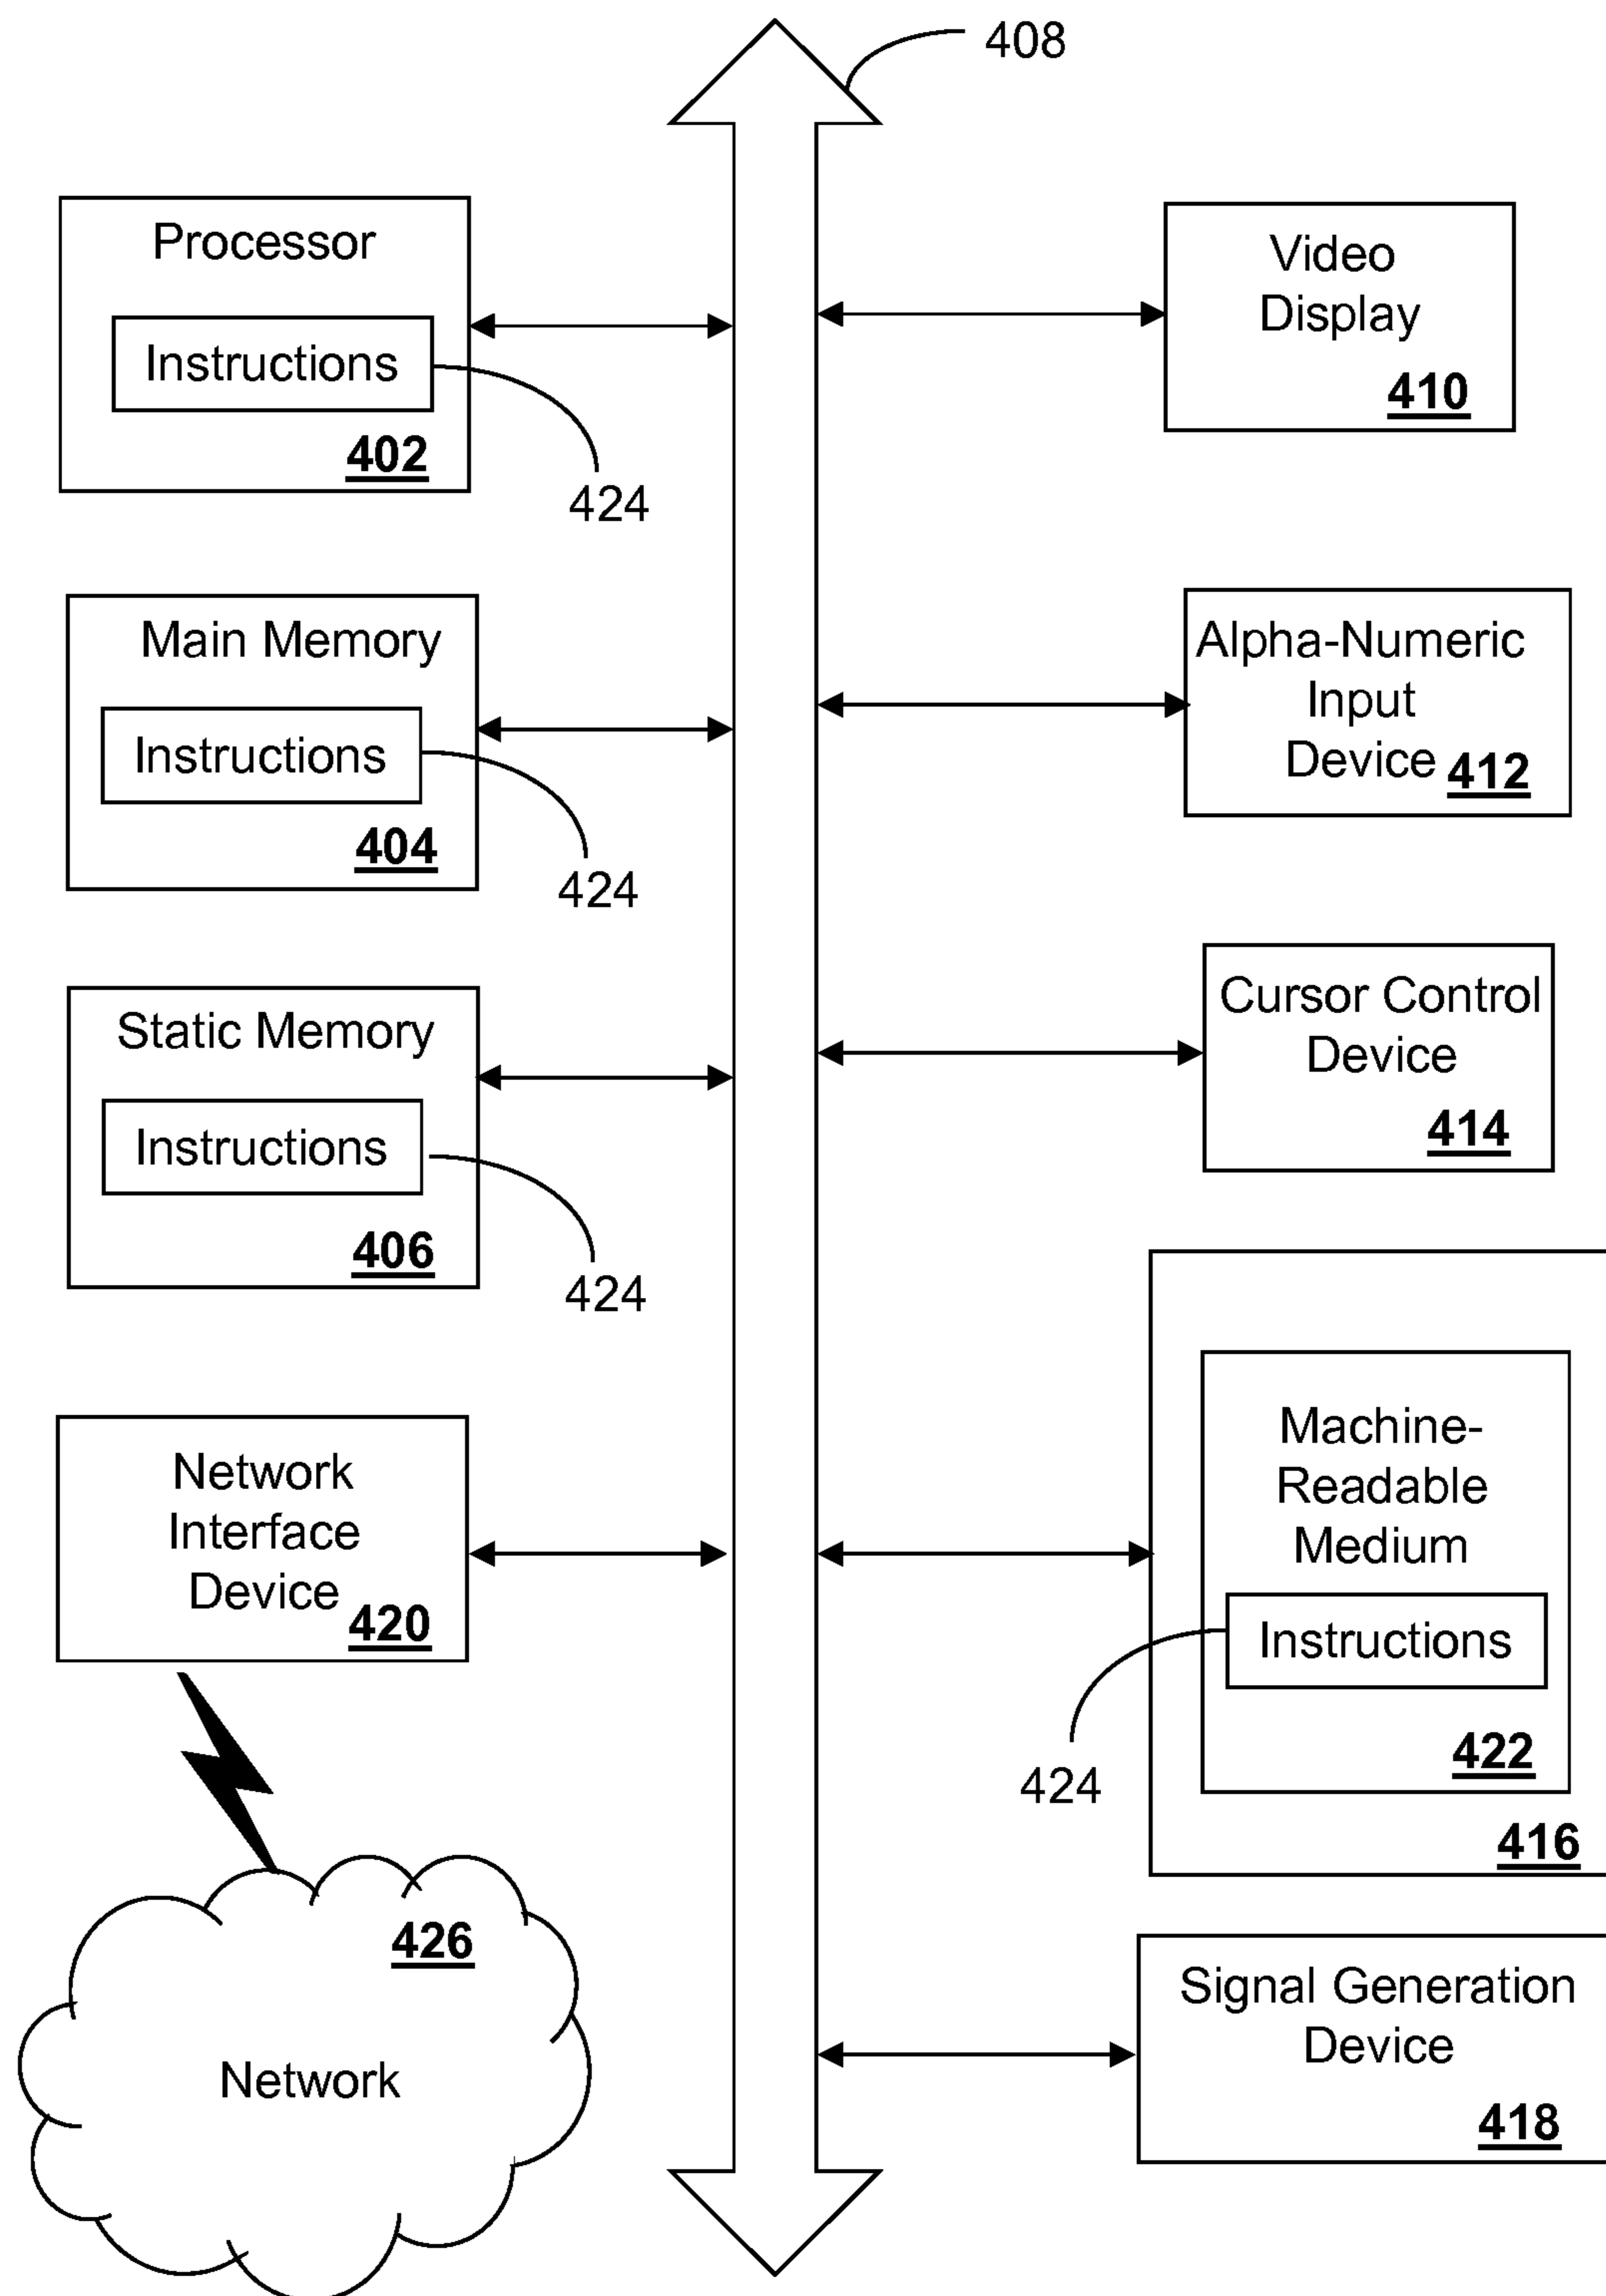 408
Processor
Instructions
402
424
Main Memory
Instructions
404
424
Static Memory
Instructions
406
424
Network
Interface
Device
420
426
Network
Video
Display
410
Alpha-Numeric
Input
Device
412
Cursor Control
Device
414
Machine-
Readable
Medium
Instructions
422
424
416
Signal Generation
Device
418